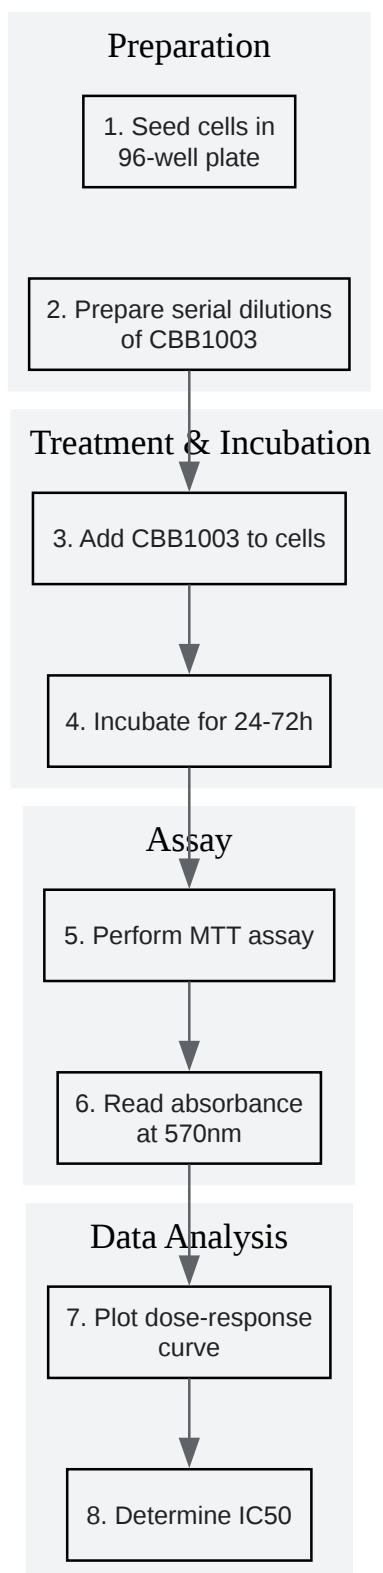 Preparation
1. Seed cells in
96-well plate
2. Prepare serial dilutions
of CBB1003
Treatment & Incubation
3. Add CBB1003 to cells
4. Incubate for 24-72h
Assay
5. Perform MTT assay
6. Read absorbance
at 570nm
Data Analysis
7. Plot dose-response
curve
8. Determine IC50